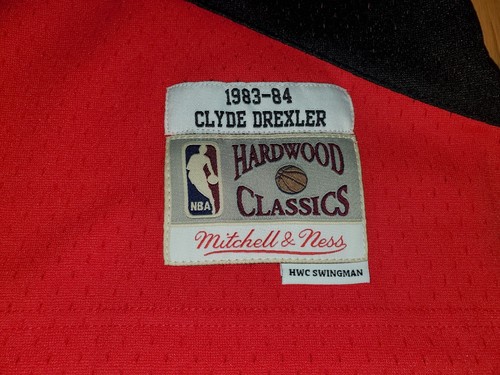 1983-84
CLYDE DREXLER
HARDWOOD
CLASSICS
NBA
Mitchell & Ness
HWC SWINGMAN